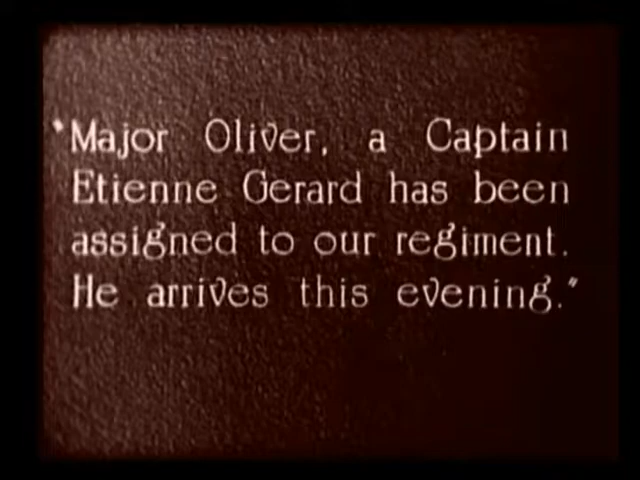 "Major Oliver, a Captain
Etienne Gerard has been
assigned to our regiment.
He arrives this evening."